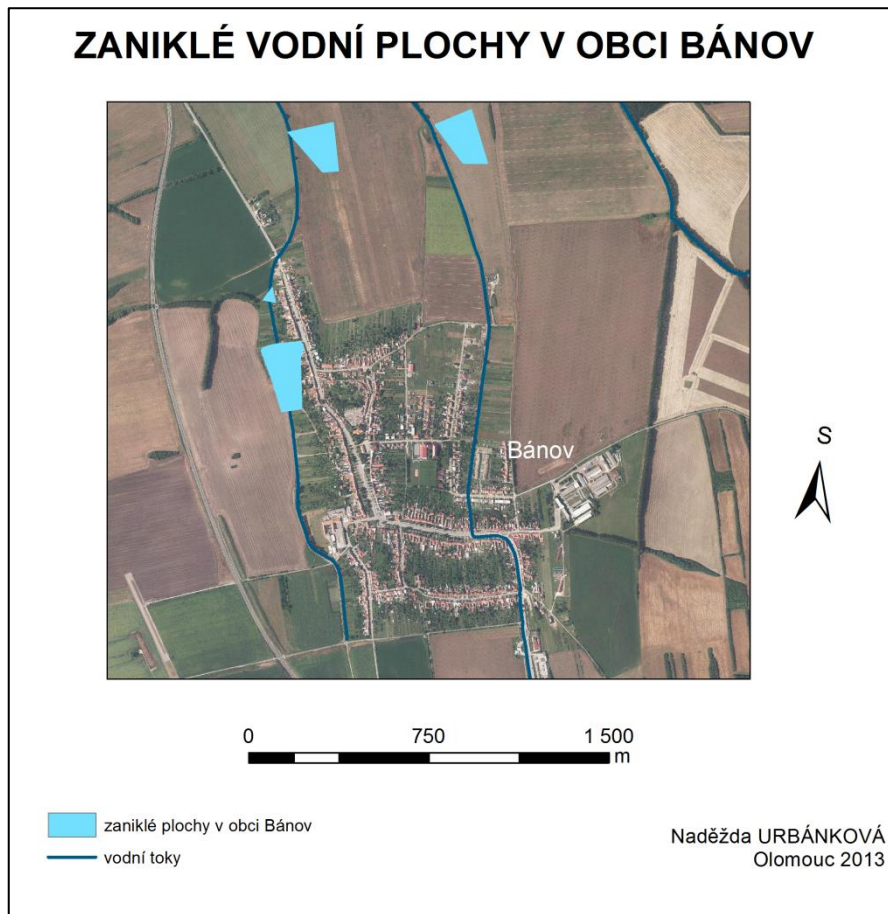 ZANIKLÉ VODNÍ PLOCHY V OBCI BÁNOV
Bánov
S
0 750 1 500
m
zaniklé plochy v obci Bánov
vodní toky
Naděžda URBÁNKOVÁ
Olomouc 2013